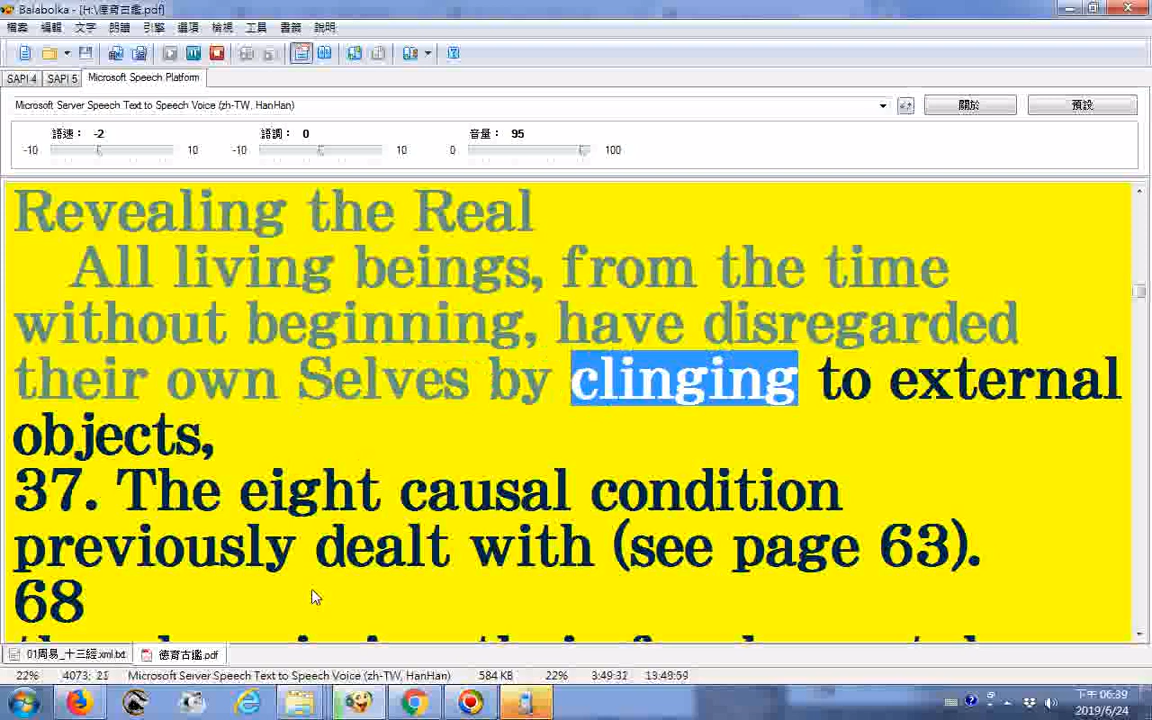 Balabolka - [H:\德育古鑑.pdf]
檔案 編輯 文字 朗讀 引擎 選項 檢視 工具 書籤 說明
SAPI 4 SAPI 5 Microsoft Speech Platform
Microsoft Server Speech Text to Speech Voice (zh-TW, HanHan) 關於 預設
語速： -2 語調： 0 音量： 95
-10 10 -10 10 0 100
Revealing the Real
All living beings, from the time
without beginning, have disregarded
their own Selves by clinging to external
objects,
37. The eight causal condition
previously dealt with (see page 63).
68
01周易_十三經.xml.txt 德育古鑑.pdf
22% 4073: 23 Microsoft Server Speech Text to Speech Voice (zh-TW, HanHan) 584 KB 22% 3:49:32 13:49:59
下午 06:39
2019/6/24